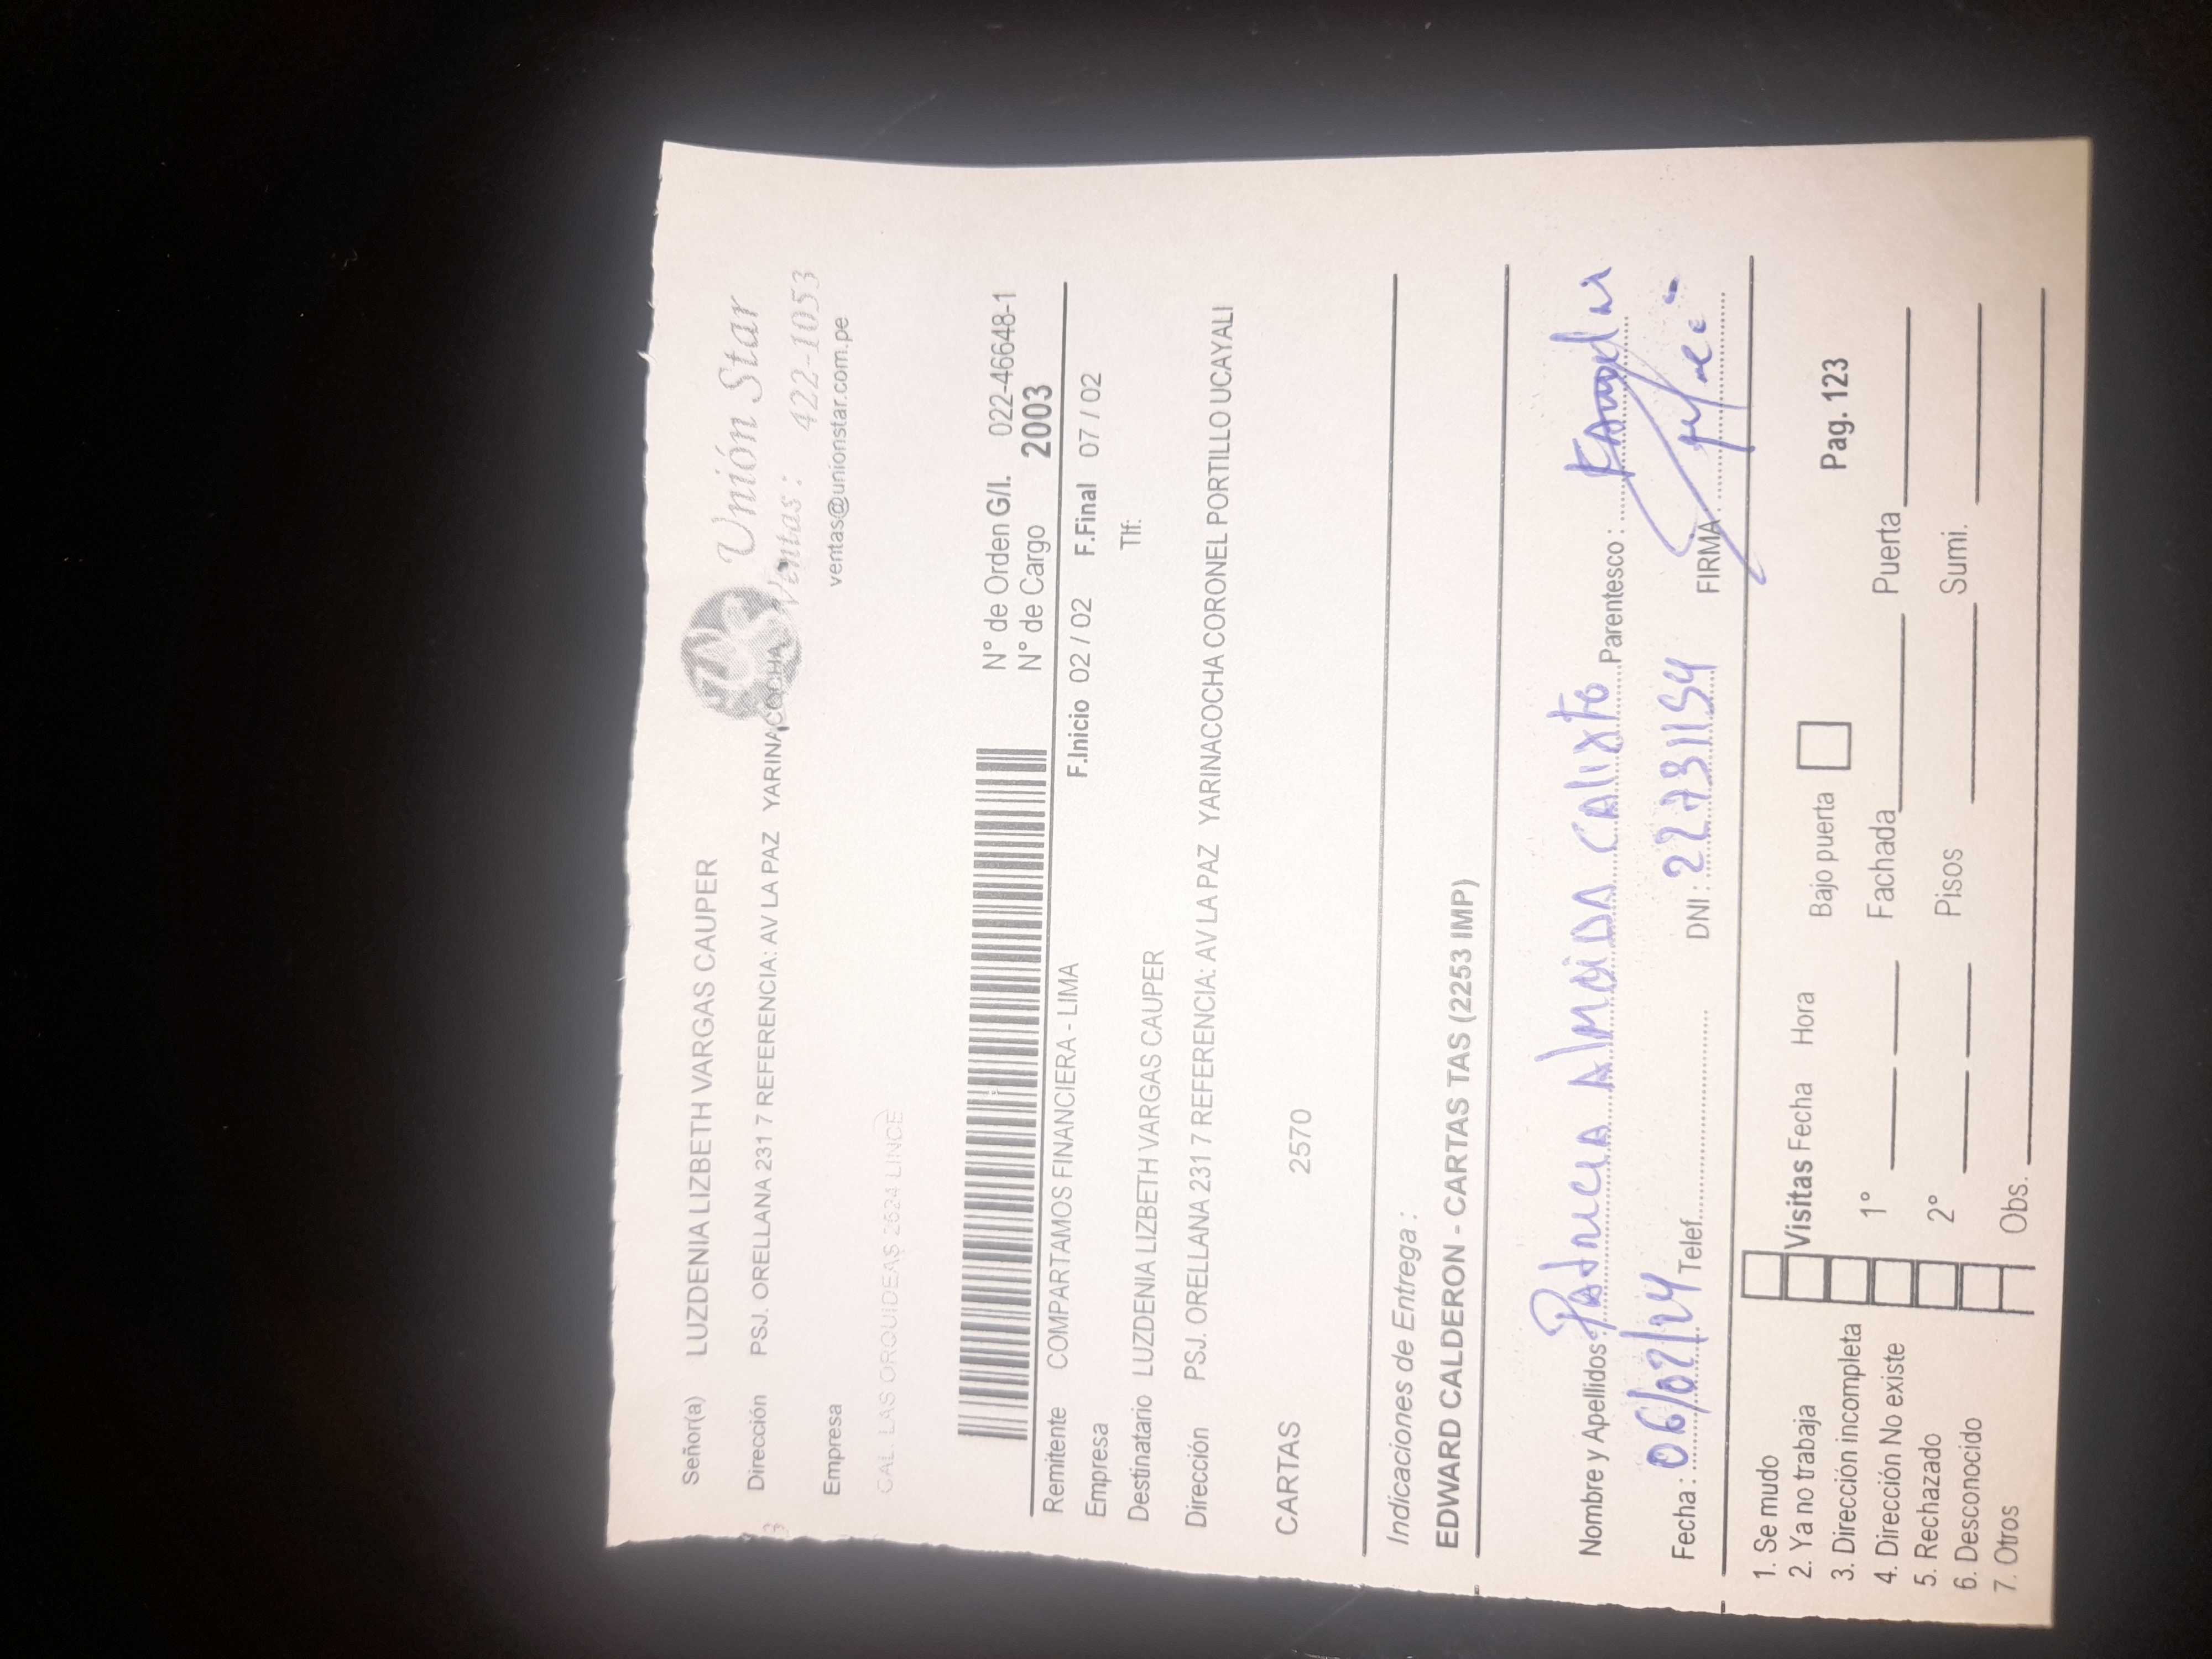 Señor(a) LUZDENIA LIZBETH VARGAS CAUPER
Unión Star
Dirección PSJ. ORELLANA 231 7 REFERENCIA: AV LA PAZ YARINACOCHA
Ventas: 422-1053
3
Empresa
ventas@unionstar.com.pe
CAL. LAS ORQUIDEAS 2624 LINCE
N° de Orden G/I. 022-46648-1
N° de Cargo 2003
Remitente COMPARTAMOS FINANCIERA - LIMA
F.Inicio 02 / 02 F.Final 07 / 02
Empresa
Tlf:
Destinatario LUZDENIA LIZBETH VARGAS CAUPER
Dirección PSJ. ORELLANA 231 7 REFERENCIA: AV LA PAZ YARINACOCHA CORONEL PORTILLO UCAYALI
CARTAS 2570
Indicaciones de Entrega :
EDWARD CALDERON - CARTAS TAS (2253 IMP)
Nombre y Apellidos: Almeida Calixto Parentesco :
Fecha : 06/02/24 Telef. DNI : FIRMA
1. Se mudo
2. Ya no trabaja Visitas Fecha Hora Bajo puerta Pag. 123
3. Dirección incompleta
4. Dirección No existe 1° Fachada Puerta
5. Rechazado
6. Desconocido 2° Pisos Sumi.
7. Otros Obs.